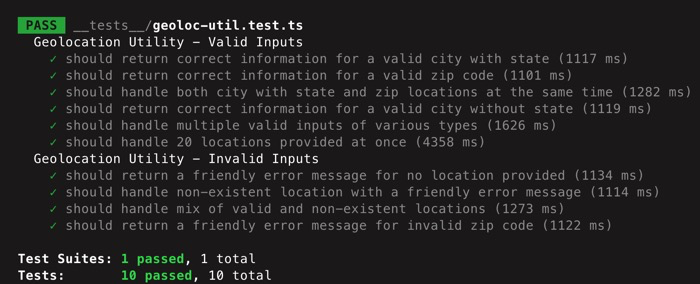 PASS __tests__/geoloc-util.test.ts
Geolocation Utility – Valid Inputs
✓ should return correct information for a valid city with state (1117 ms)
✓ should return correct information for a valid zip code (1101 ms)
✓ should handle both city with state and zip locations at the same time (1282 ms)
✓ should return correct information for a valid city without state (1119 ms)
✓ should handle multiple valid inputs of various types (1626 ms)
✓ should handle 20 locations provided at once (4358 ms)
Geolocation Utility – Invalid Inputs
✓ should return a friendly error message for no location provided (1134 ms)
✓ should handle non-existent location with a friendly error message (1114 ms)
✓ should handle mix of valid and non-existent locations (1273 ms)
✓ should return a friendly error message for invalid zip code (1122 ms)
Test Suites: 1 passed, 1 total
Tests: 10 passed, 10 total